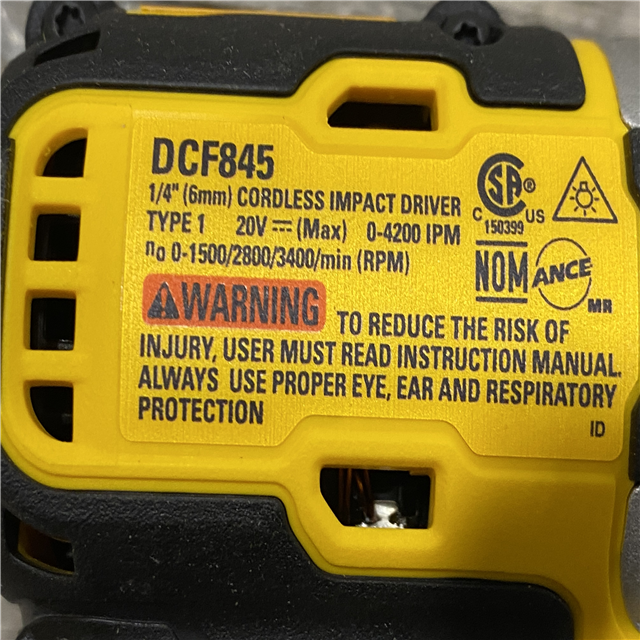 DCF845
1/4" (6mm) CORDLESS IMPACT DRIVER
TYPE 1 20V ⎓ (Max) 0-4200 IPM
n₀ 0-1500/2800/3400/min (RPM)
CSA®
C US
150399
NOM
ANCE
MR
⚠WARNING TO REDUCE THE RISK OF
INJURY, USER MUST READ INSTRUCTION MANUAL.
ALWAYS USE PROPER EYE, EAR AND RESPIRATORY
PROTECTION
ID